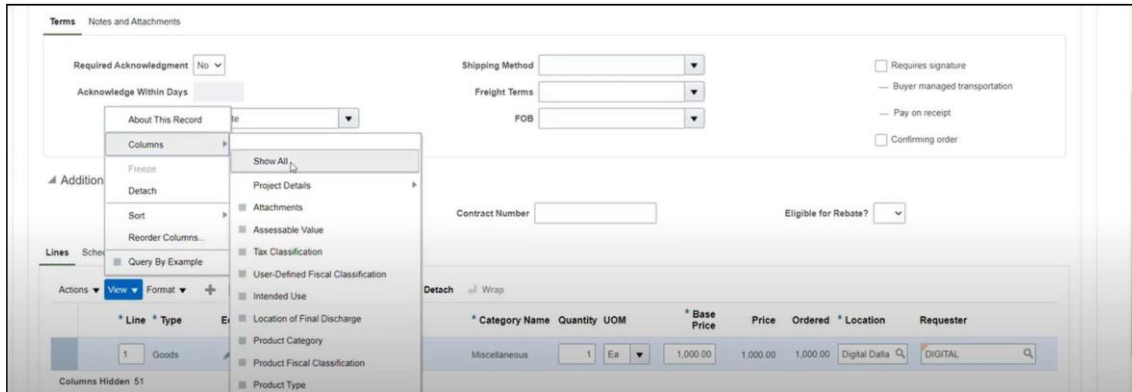 Terms Notes and Attachments
Required Acknowledgment No Shipping Method Requires signature
Acknowledge Within Days Freight Terms — Buyer managed transportation
About This Record te FOB — Pay on receipt
Columns Confirming order
Show All
Freeze
Addition
Detach Project Details
Sort Attachments Contract Number Eligible for Rebate?
Reorder Columns... Assessable Value
Lines Sched Tax Classification
Query By Example
User-Defined Fiscal Classification
Actions View Format Intended Use Detach Wrap
* Line * Type Location of Final Discharge * Category Name Quantity UOM * Base Price Price Ordered * Location Requester
Product Category
1 Goods Miscellaneous 1 Ea 1,000.00 1,000.00 1,000.00 Digital Dalla DIGITAL
Product Fiscal Classification
Columns Hidden 51 Product Type